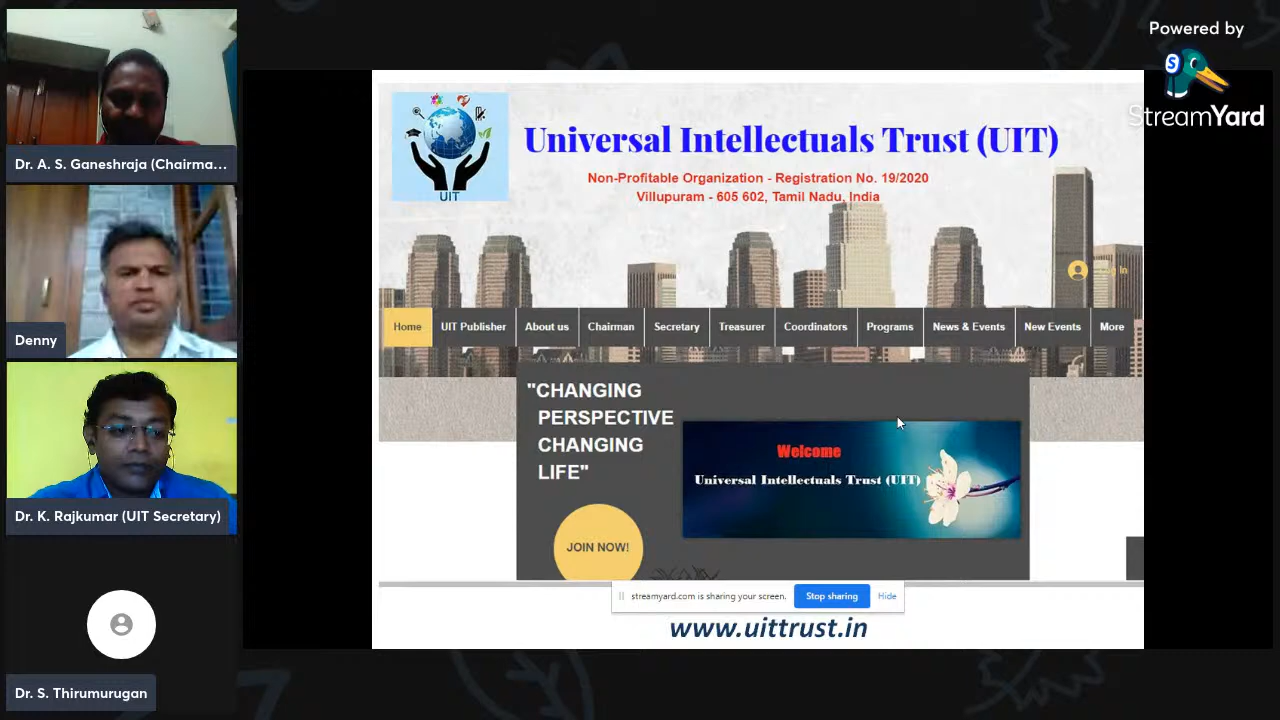 Powered by
StreamYard
Dr. A. S. Ganeshraja (Chairma...
Denny
Dr. K. Rajkumar (UIT Secretary)
Dr. S. Thirumurugan
UIT
Universal Intellectuals Trust (UIT)
Non-Profitable Organization - Registration No. 19/2020
Villupuram - 605 602, Tamil Nadu, India
Home
UIT Publisher
About us
Chairman
Secretary
Treasurer
Coordinators
Programs
News & Events
New Events
More
"CHANGING
PERSPECTIVE
CHANGING
LIFE"
JOIN NOW!
Welcome
Universal Intellectuals Trust (UIT)
streamyard.com is sharing your screen.
Stop sharing
Hide
www.uittrust.in